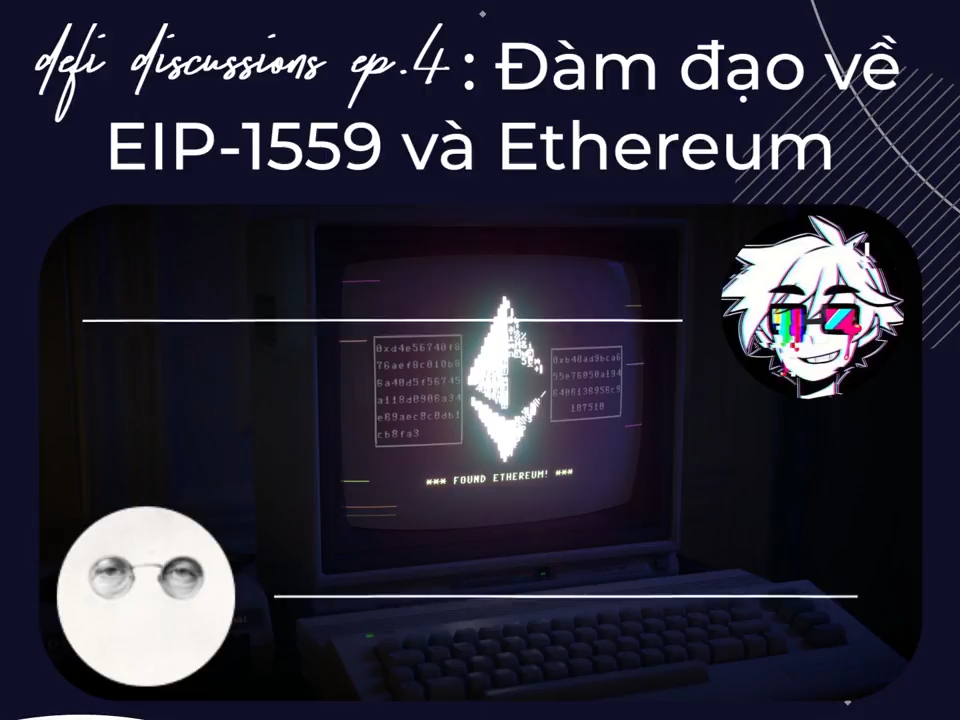 defi discussions ep.4 : Đàm đạo về
EIP-1559 và Ethereum
*** FOUND ETHEREUM! ***